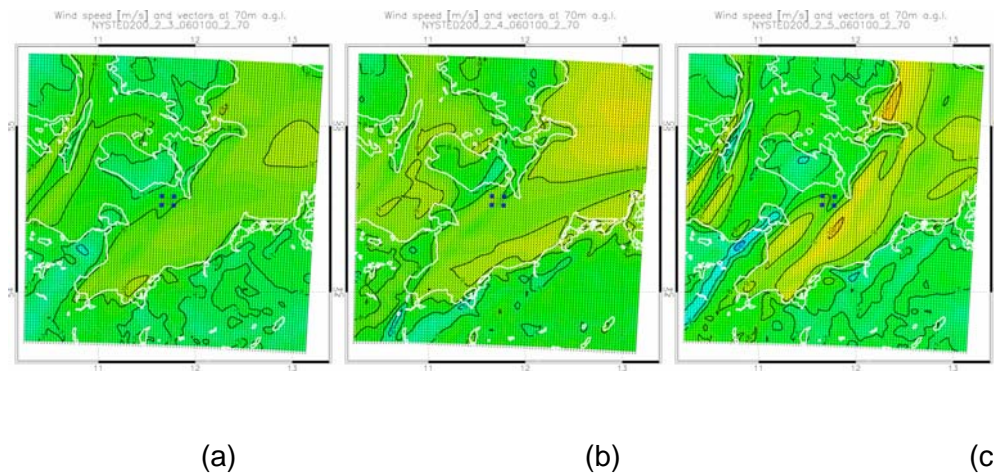 Wind speed [m/s] and vectors at 70m a.g.l.
NYSTED200_2_3_060100_2_70
11 12 13
55
54
11 12 13
Wind speed [m/s] and vectors at 70m a.g.l.
NYSTED200_2_4_060100_2_70
11 12 13
11 12 13
Wind speed [m/s] and vectors at 70m a.g.l.
NYSTED200_2_5_060100_2_70
11 12 13
11 12 13
(a) (b) (c